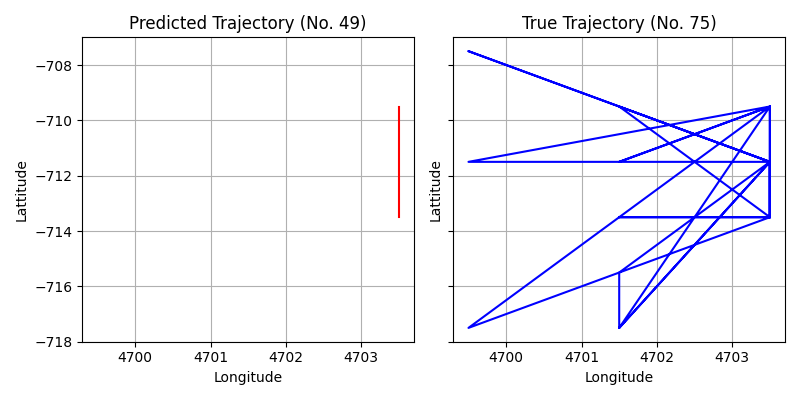 Predicted Trajectory (No. 49)
True Trajectory (No. 75)
−708
−710
−712
−714
−716
−718
Lattitude
Lattitude
4700
4701
4702
4703
4700
4701
4702
4703
Longitude
Longitude